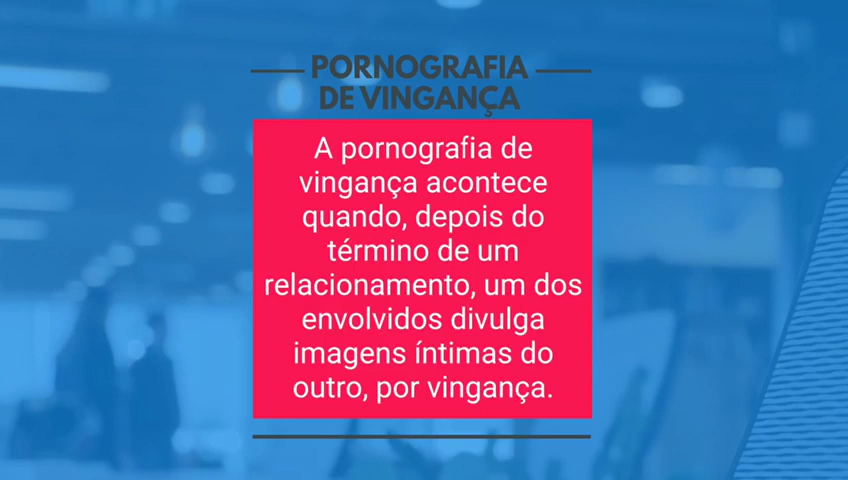 PORNOGRAFIA
DE VINGANÇA
A pornografia de
vingança acontece
quando, depois do
término de um
relacionamento, um dos
envolvidos divulga
imagens íntimas do
outro, por vingança.